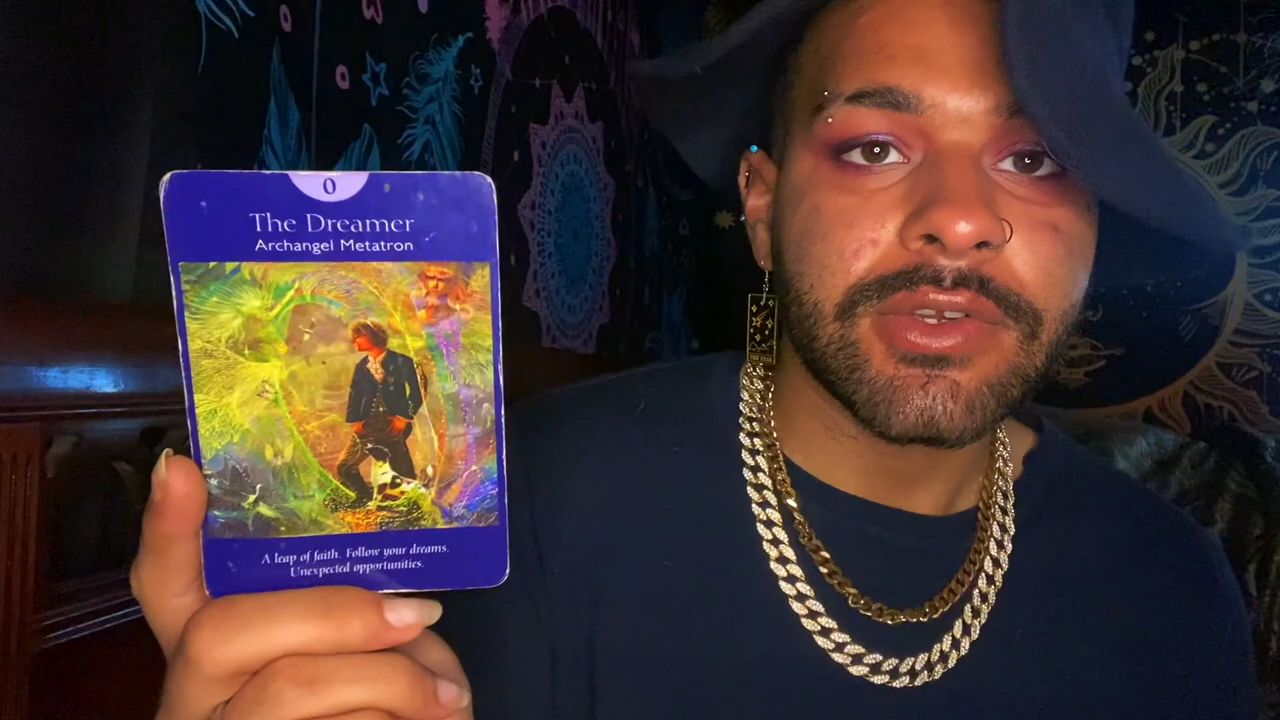 0
The Dreamer
Archangel Metatron
A leap of faith. Follow your dreams.
Unexpected opportunities.